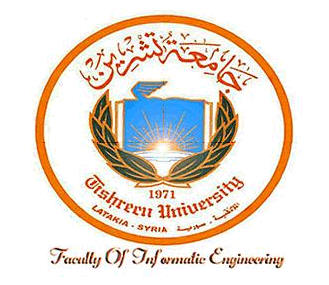 جامعة تشرين
1971
Tishreen University
LATAKIA - SYRIA - اللاذقية - سورية
Faculty Of Informatic Engineering